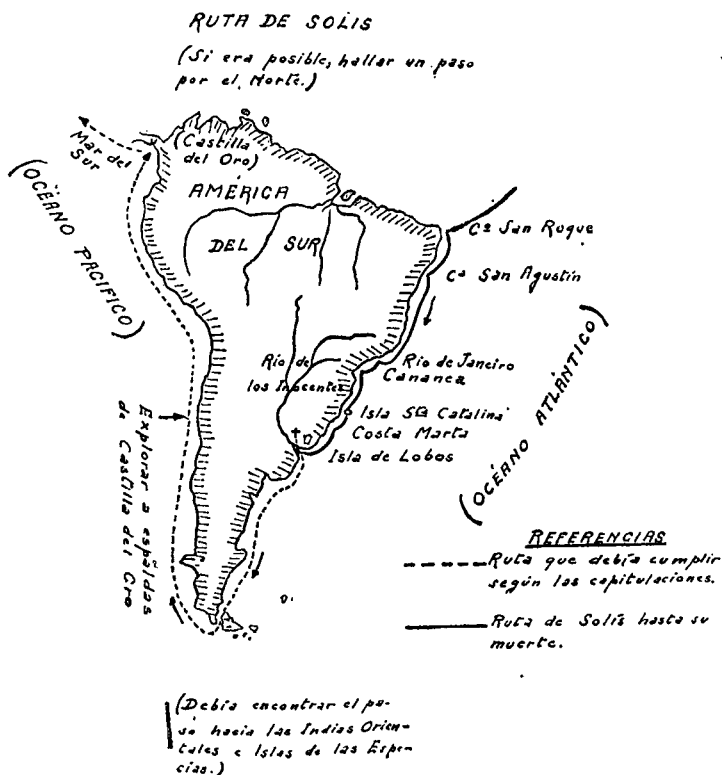 RUTA DE SOLIS
(Si era posible, hallar un paso
por el Norte.)
Mar del
Sur
(Castilla
del Oro)
(OCÉANO PACIFICO)
AMÉRICA
DEL SUR
Cº San Roque
Cº San Agustín
Río de
los Inocentes
Río de Janeiro
Cananea
Isla Sta Catalina
Costa Marta
Isla de Lobos
(OCÉANO ATLÁNTICO)
Explorar a espaldas
de Castilla del Oro
REFERENCIAS
Ruta que debía cumplir
según las capitulaciones.
Ruta de Solís hasta su
muerte.
(Debía encontrar el pa-
so hacia las Indias Orien-
tales e Islas de las Espe-
cias.)